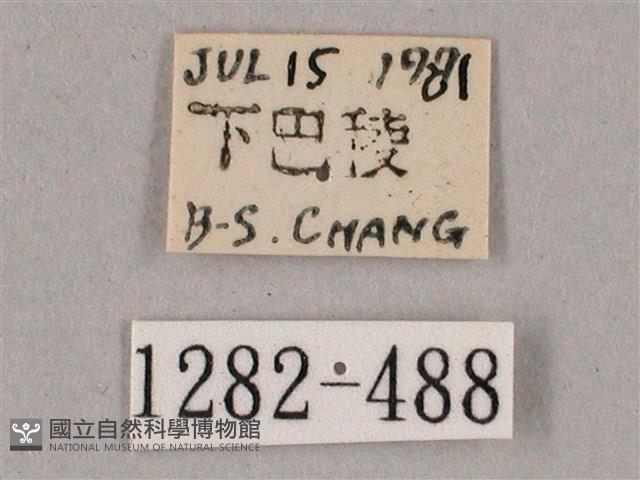 JUL 15 1981
下巴陵
B-S. CHANG
1282-488
國立自然科學博物館
NATIONAL MUSEUM OF NATURAL SCIENCE